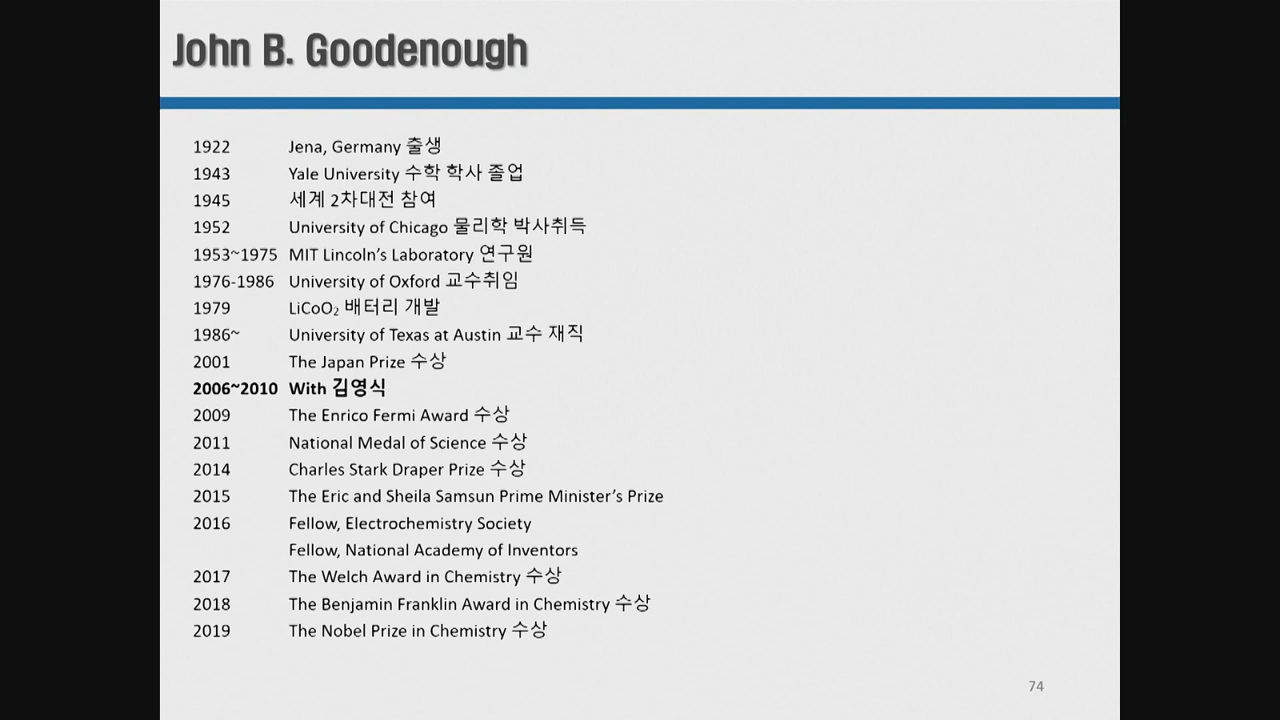 John B. Goodenough
1922 Jena, Germany 출생
1943 Yale University 수학 학사 졸업
1945 세계 2차대전 참여
1952 University of Chicago 물리학 박사취득
1953~1975 MIT Lincoln’s Laboratory 연구원
1976-1986 University of Oxford 교수취임
1979 LiCoO₂ 배터리 개발
1986~ University of Texas at Austin 교수 재직
2001 The Japan Prize 수상
2006~2010 With 김영식
2009 The Enrico Fermi Award 수상
2011 National Medal of Science 수상
2014 Charles Stark Draper Prize 수상
2015 The Eric and Sheila Samsun Prime Minister’s Prize
2016 Fellow, Electrochemistry Society
Fellow, National Academy of Inventors
2017 The Welch Award in Chemistry 수상
2018 The Benjamin Franklin Award in Chemistry 수상
2019 The Nobel Prize in Chemistry 수상
74